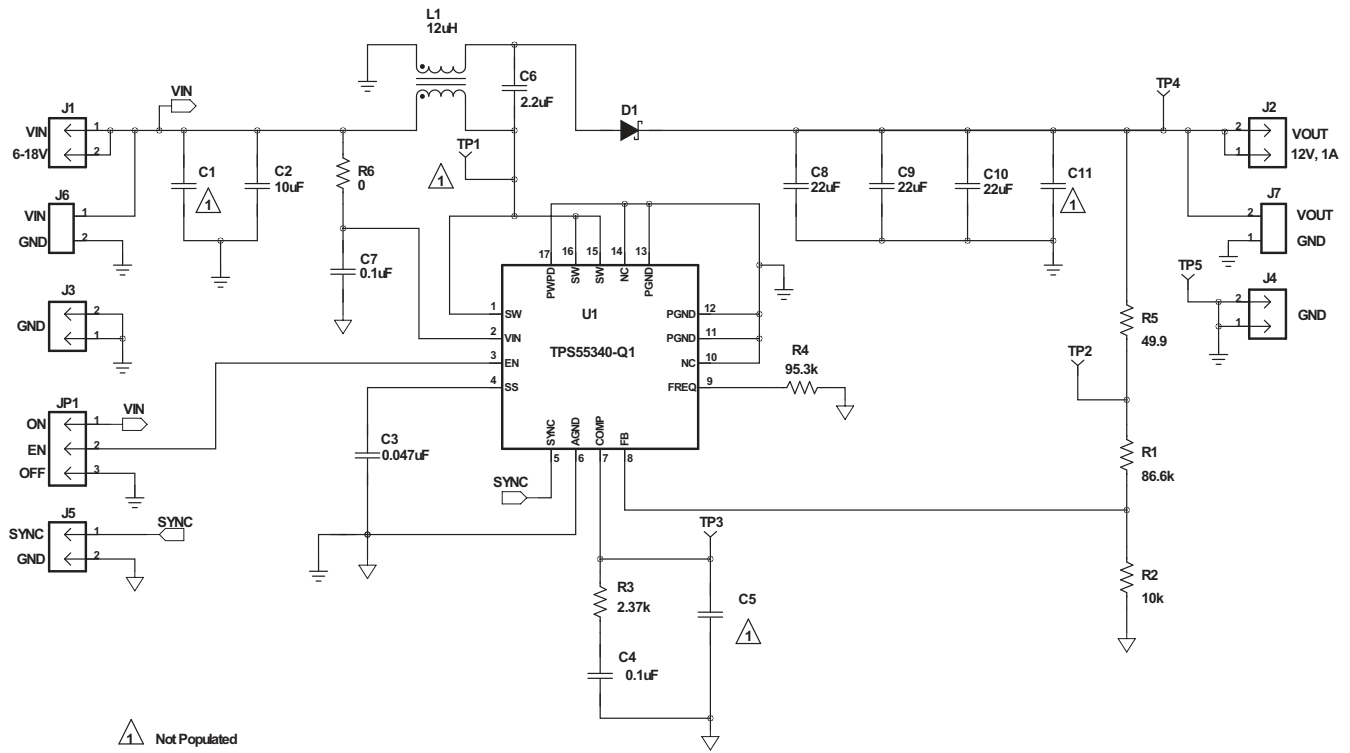 L1
12uH
C6
2.2uF
VIN
J1
VIN
1
6-18V
2
C1
1
C2
10uF
R6
0
TP1
1
D1
TP4
J2
2
VOUT
1
12V, 1A
C8
22uF
C9
22uF
C10
22uF
C11
1
J6
VIN
1
GND
2
J7
2
VOUT
1
GND
C7
0.1uF
17
16
15
14
13
PWPD
SW
SW
NC
PGND
TP5
J4
2
GND
1
J3
GND
2
1
U1
TPS55340-Q1
1
SW
2
VIN
3
EN
4
SS
PGND
12
PGND
11
NC
10
FREQ
9
R4
95.3k
R5
49.9
TP2
JP1
ON
1
VIN
EN
2
OFF
3
C3
0.047uF
SYNC
AGND
COMP
FB
5
6
7
8
SYNC
R1
86.6k
J5
SYNC
1
SYNC
GND
2
TP3
R3
2.37k
C5
1
R2
10k
C4
0.1uF
1
Not Populated